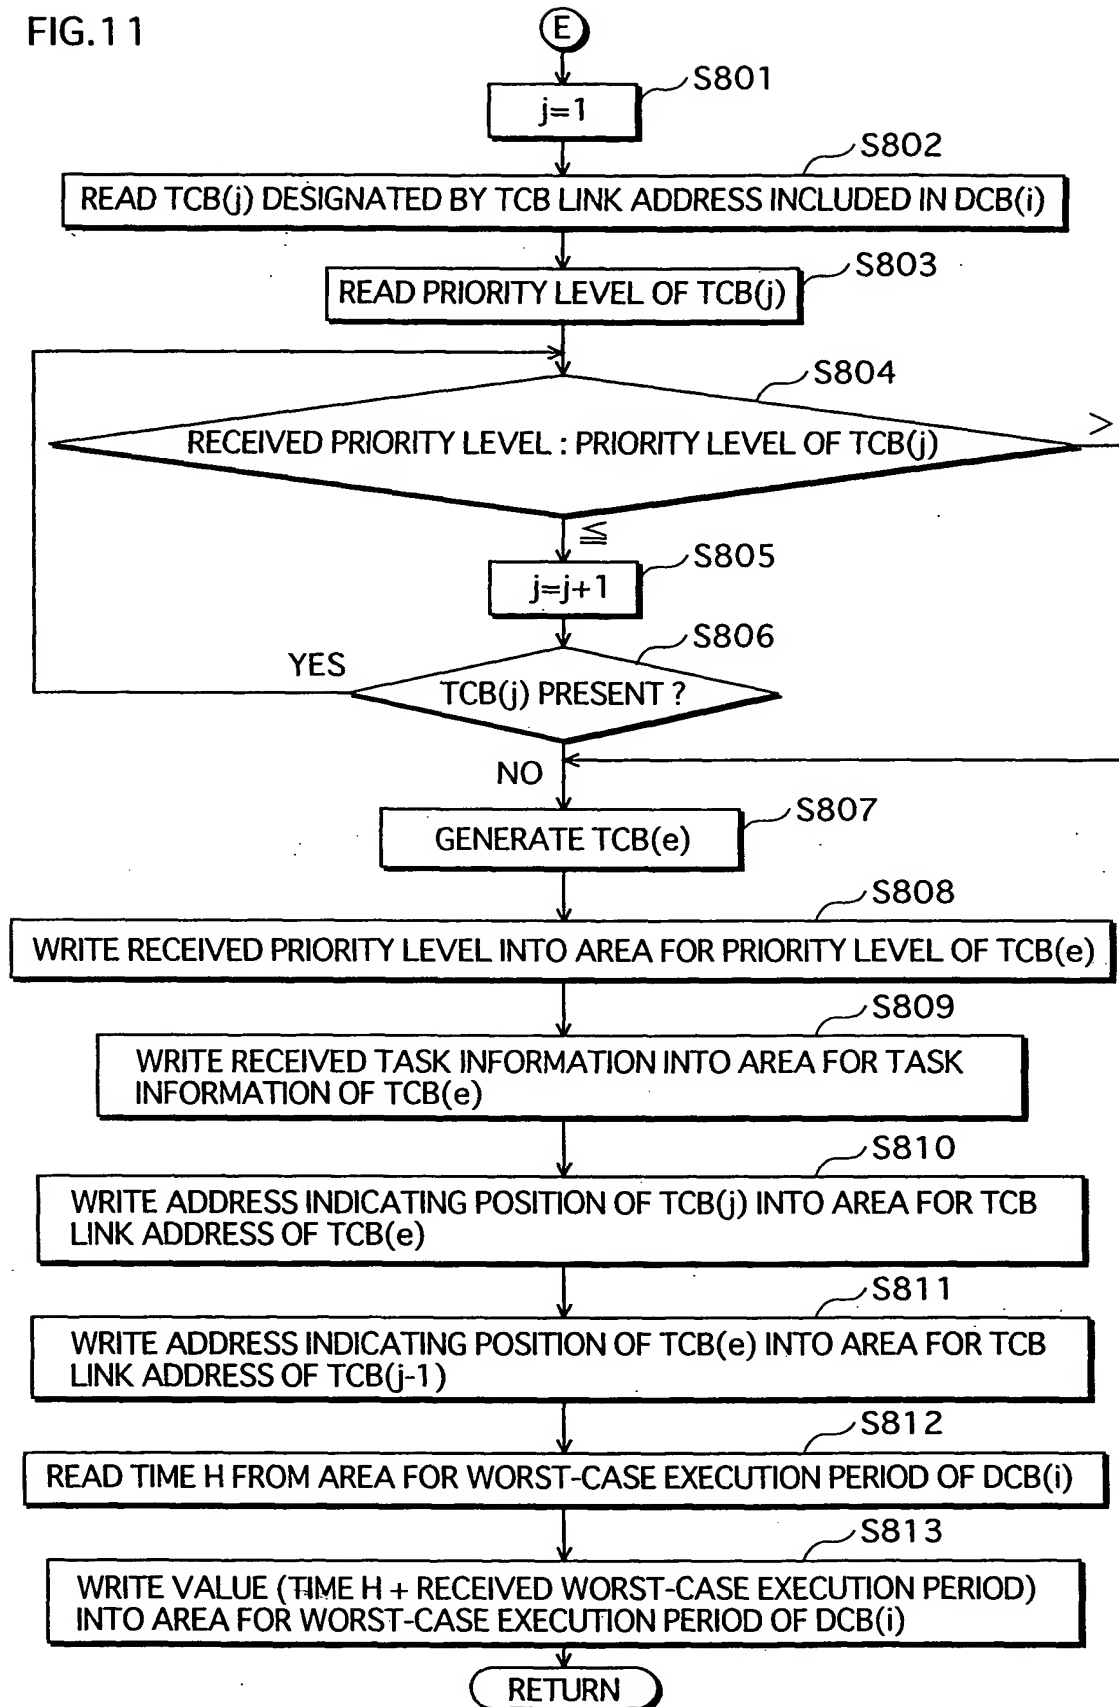 FIG.11
E
S801
j=1
S802
READ TCB(j) DESIGNATED BY TCB LINK ADDRESS INCLUDED IN DCB(i)
S803
READ PRIORITY LEVEL OF TCB(j)
S804
RECEIVED PRIORITY LEVEL : PRIORITY LEVEL OF TCB(j)
>
≦
S805
j=j+1
S806
YES
TCB(j) PRESENT ?
NO
S807
GENERATE TCB(e)
S808
WRITE RECEIVED PRIORITY LEVEL INTO AREA FOR PRIORITY LEVEL OF TCB(e)
S809
WRITE RECEIVED TASK INFORMATION INTO AREA FOR TASK
INFORMATION OF TCB(e)
S810
WRITE ADDRESS INDICATING POSITION OF TCB(j) INTO AREA FOR TCB
LINK ADDRESS OF TCB(e)
S811
WRITE ADDRESS INDICATING POSITION OF TCB(e) INTO AREA FOR TCB
LINK ADDRESS OF TCB(j-1)
S812
READ TIME H FROM AREA FOR WORST-CASE EXECUTION PERIOD OF DCB(i)
S813
WRITE VALUE (TIME H + RECEIVED WORST-CASE EXECUTION PERIOD)
INTO AREA FOR WORST-CASE EXECUTION PERIOD OF DCB(i)
RETURN